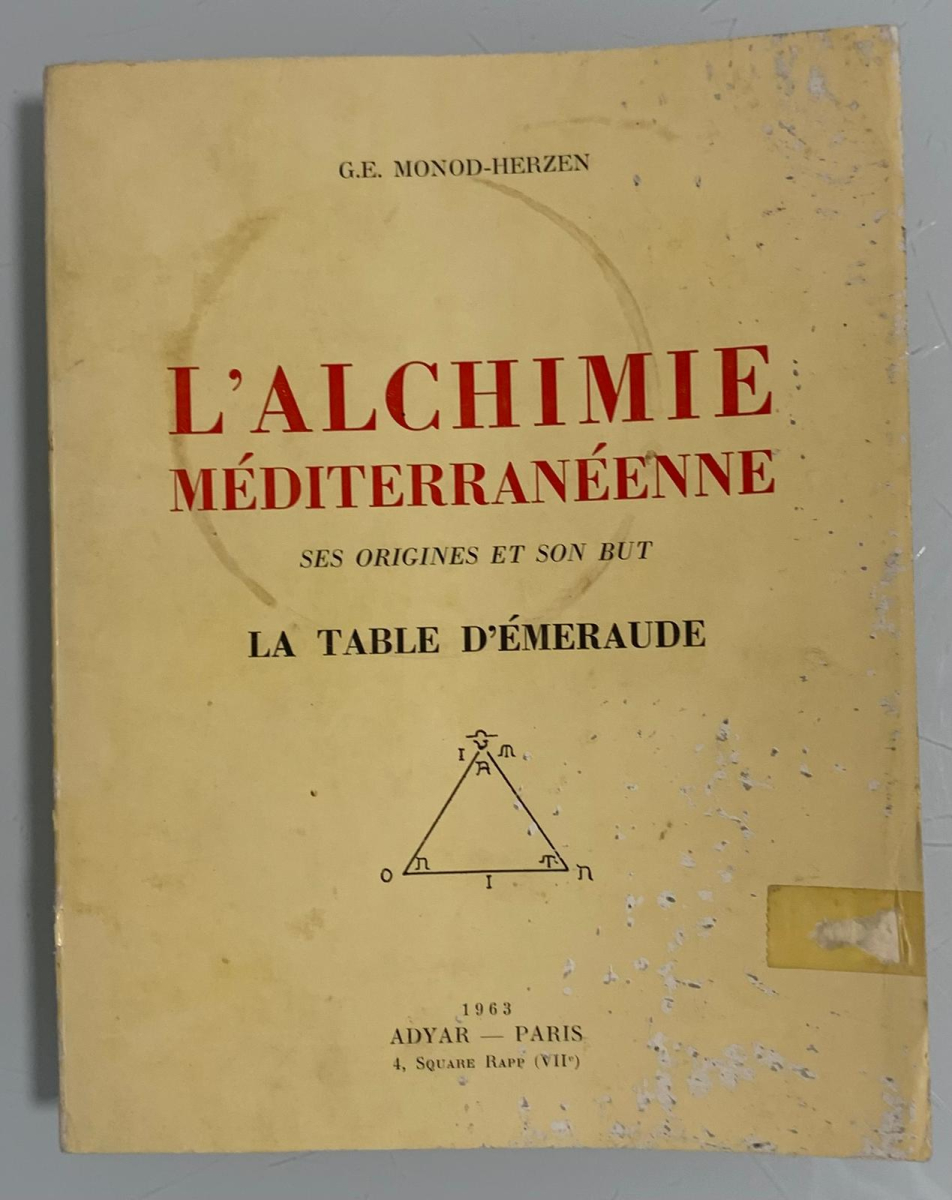 G.E. MONOD-HERZEN
L'ALCHIMIE
MÉDITERRANÉENNE
SES ORIGINES ET SON BUT
LA TABLE D'ÉMERAUDE
I
O
I
1963
ADYAR — PARIS
4, SQUARE RAPP (VIIe)